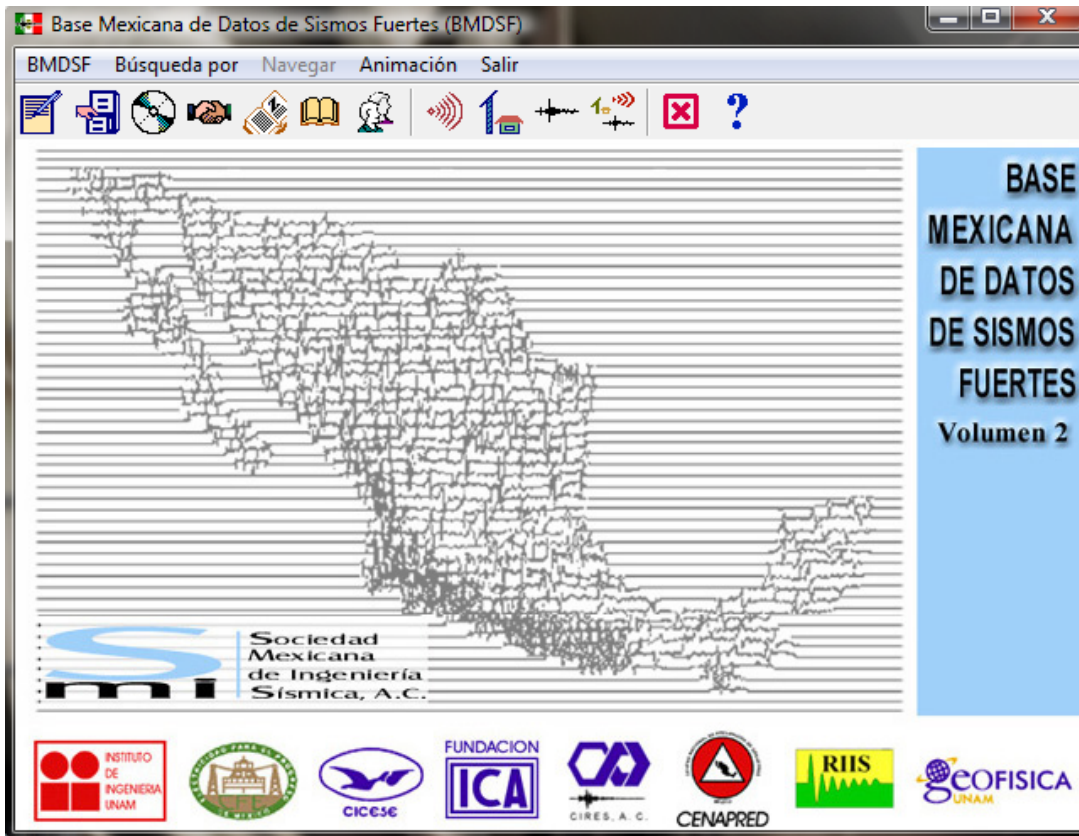 Base Mexicana de Datos de Sismos Fuertes (BMDSF)
BMDSF Búsqueda por Navegar Animación Salir
BASE
MEXICANA
DE DATOS
DE SISMOS
FUERTES
Volumen 2
Sociedad
Mexicana
de Ingeniería
Sísmica, A.C.
smi
INSTITUTO
DE
INGENIERIA
UNAM
CFE
CICESE
FUNDACION
ICA
CIRES, A. C.
CENAPRED
RIIS
GEOFISICA
UNAM